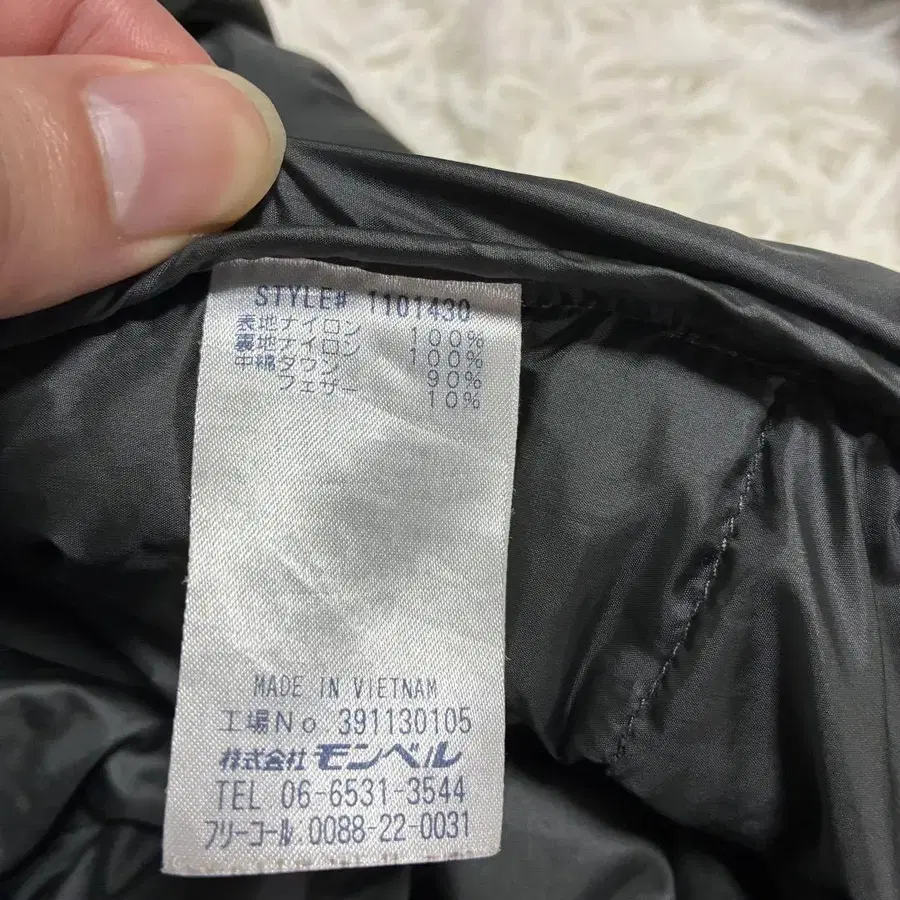 STYLE# 1101430
表地ナイロン 100%
裏地ナイロン 100%
中綿ダウン 90%
フェザー 10%
MADE IN VIETNAM
工場No 391130105
株式会社 モンベル
TEL 06-6531-3544
フリーコール 0088-22-0031